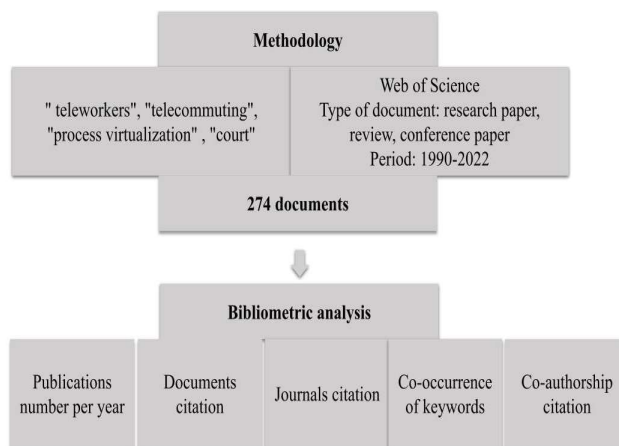 Methodology
" teleworkers", "telecommuting",
"process virtualization" , "court"
Web of Science
Type of document: research paper,
review, conference paper
Period: 1990-2022
274 documents
Bibliometric analysis
Publications
number per year
Documents
citation
Journals citation
Co-occurrence
of keywords
Co-authorship
citation